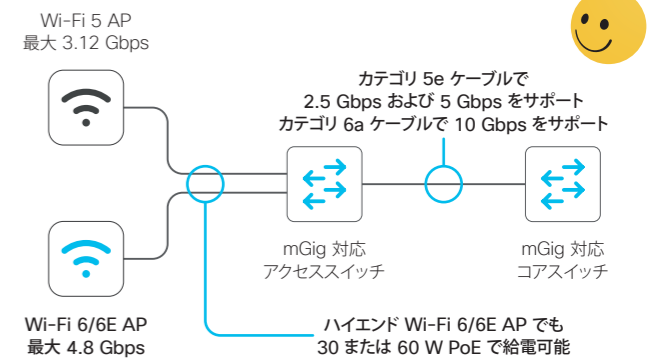 Wi-Fi 5 AP
最大 3.12 Gbps
カテゴリ 5e ケーブルで
2.5 Gbps および 5 Gbps をサポート
カテゴリ 6a ケーブルで 10 Gbps をサポート
mGig 対応
アクセススイッチ
mGig 対応
コアスイッチ
Wi-Fi 6/6E AP
最大 4.8 Gbps
ハイエンド Wi-Fi 6/6E AP でも
30 または 60 W PoE で給電可能